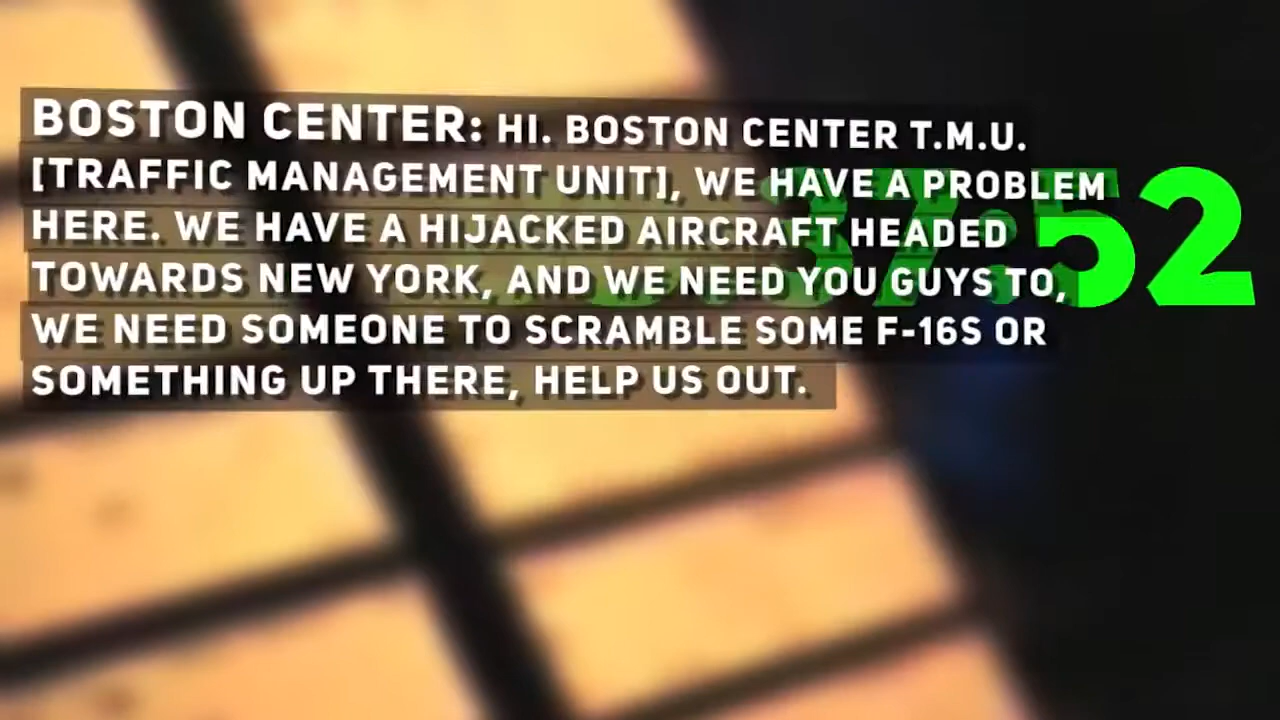 BOSTON CENTER: HI. BOSTON CENTER T.M.U.
[TRAFFIC MANAGEMENT UNIT], WE HAVE A PROBLEM
HERE. WE HAVE A HIJACKED AIRCRAFT HEADED
TOWARDS NEW YORK, AND WE NEED YOU GUYS TO,
WE NEED SOMEONE TO SCRAMBLE SOME F-16S OR
SOMETHING UP THERE, HELP US OUT.
37:52